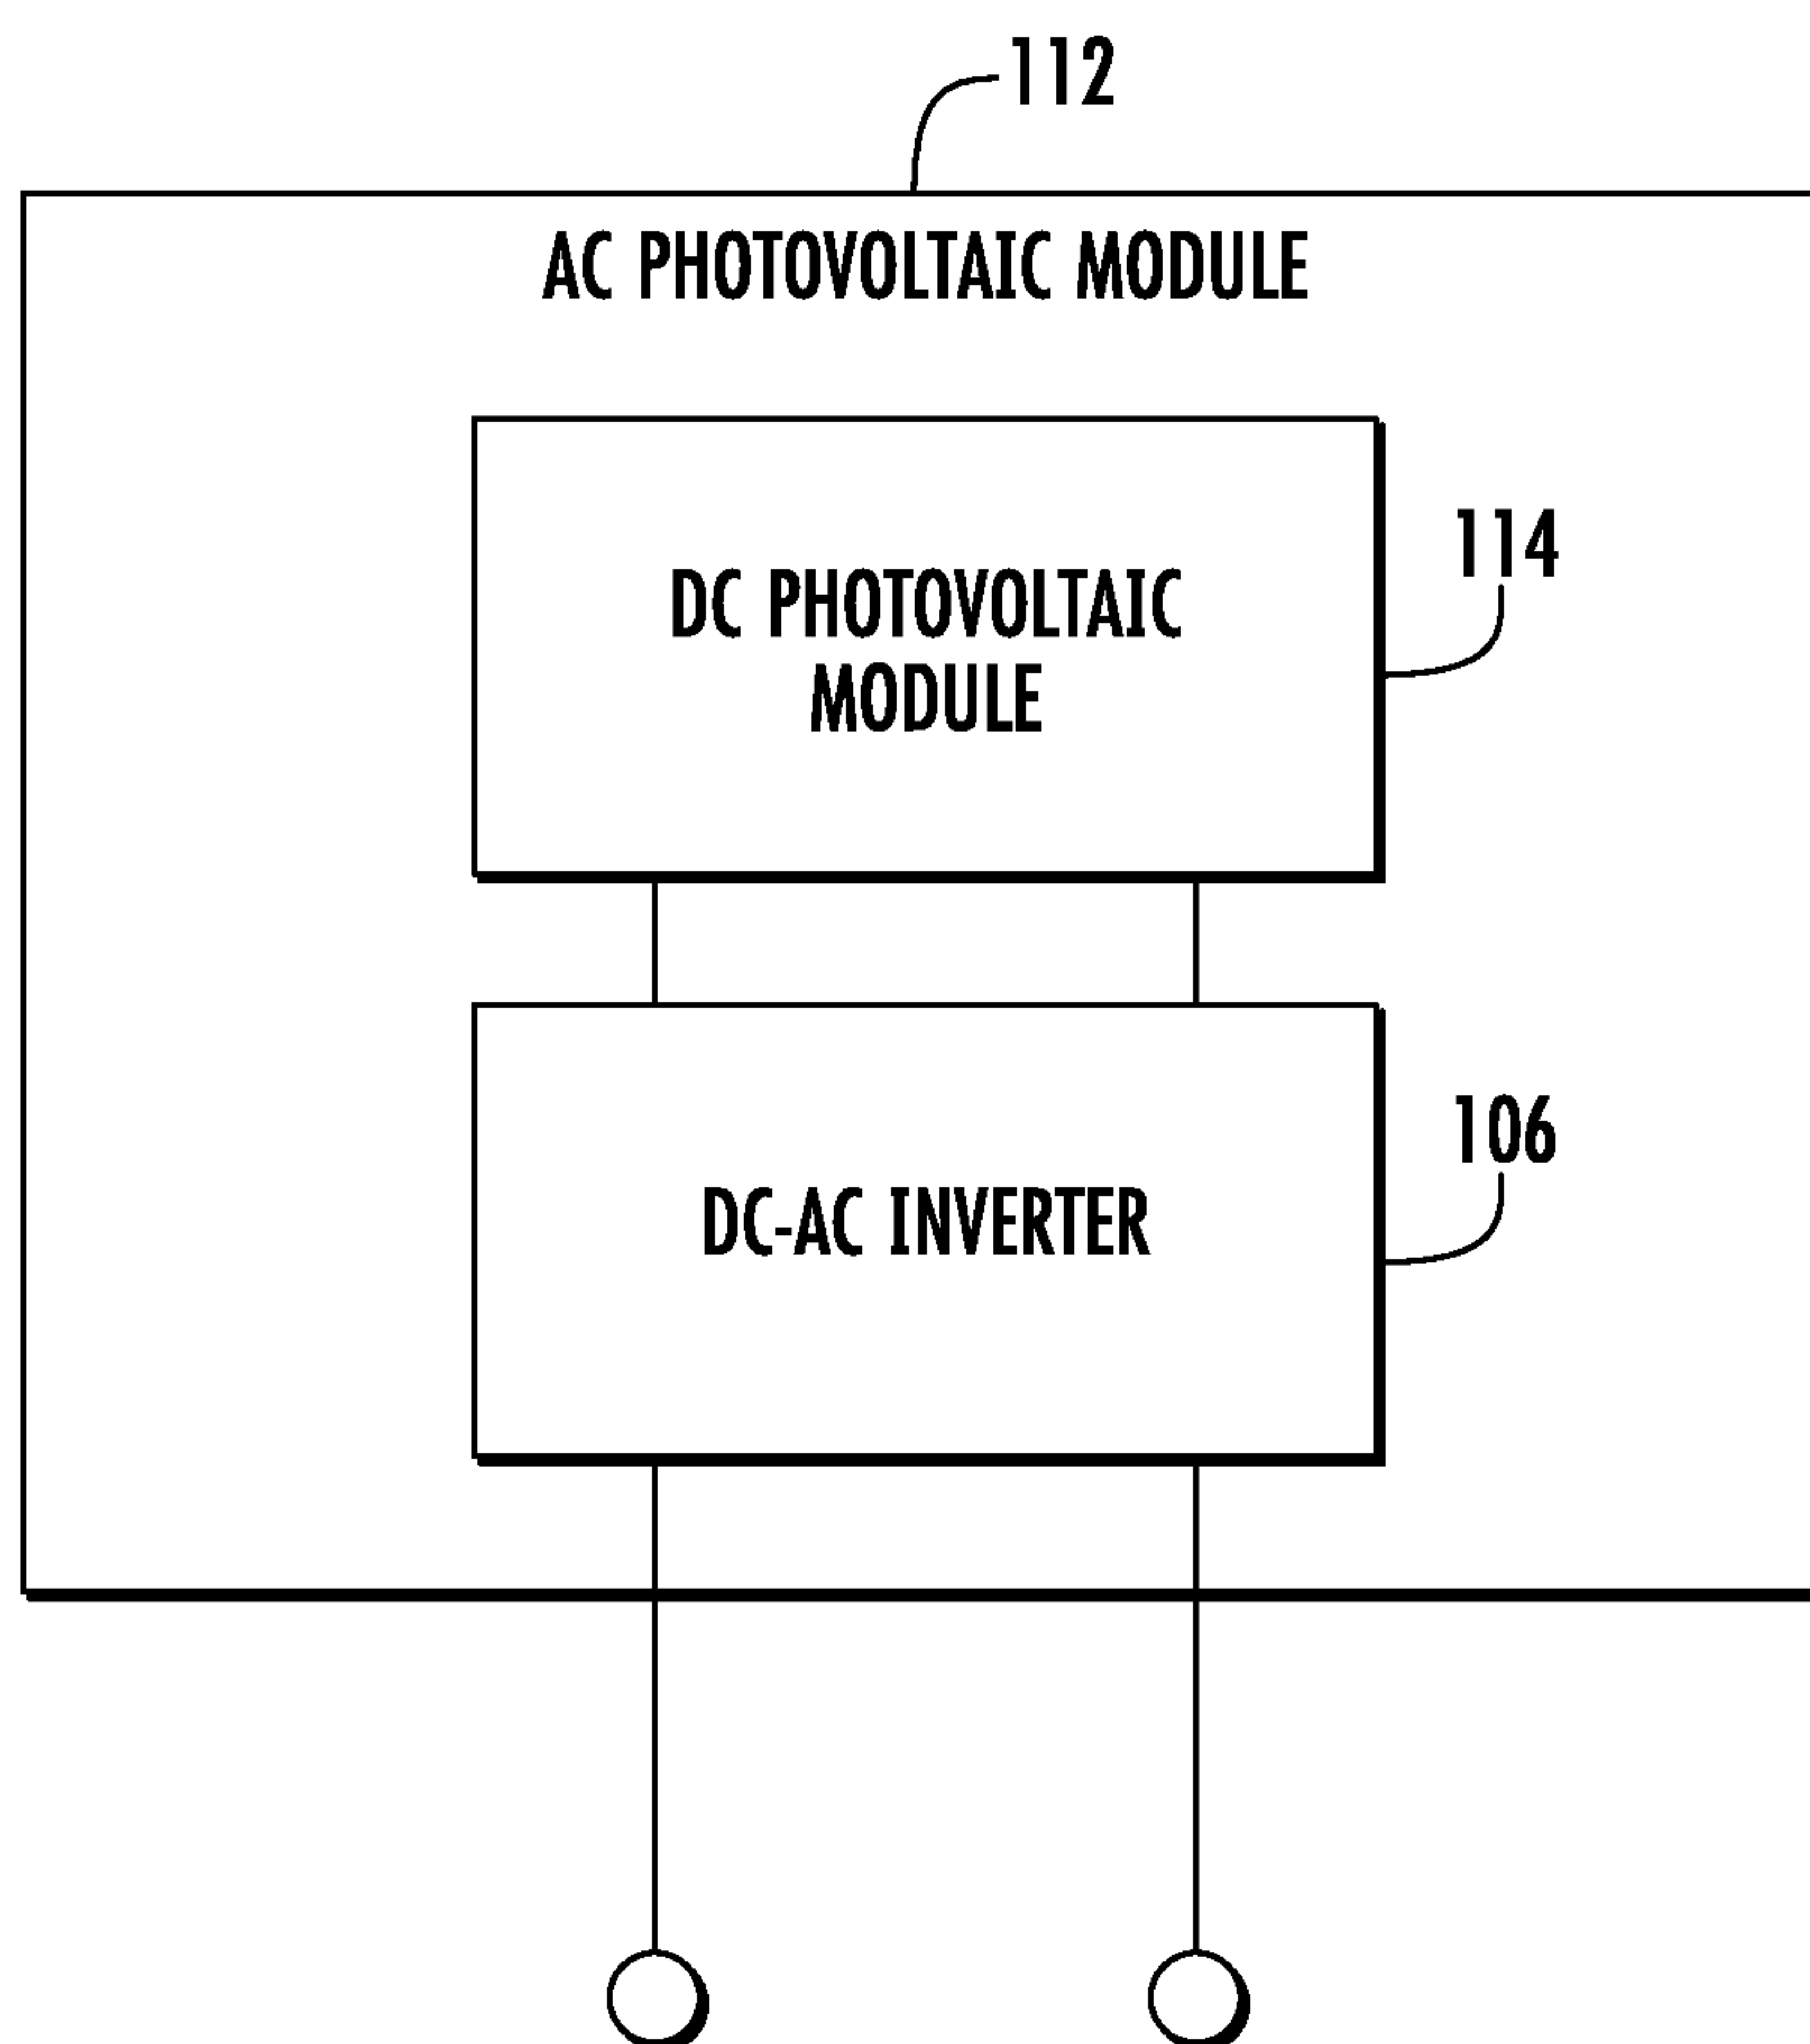 112
AC PHOTOVOLTAIC MODULE
114
DC PHOTOVOLTAIC
MODULE
106
DC-AC INVERTER